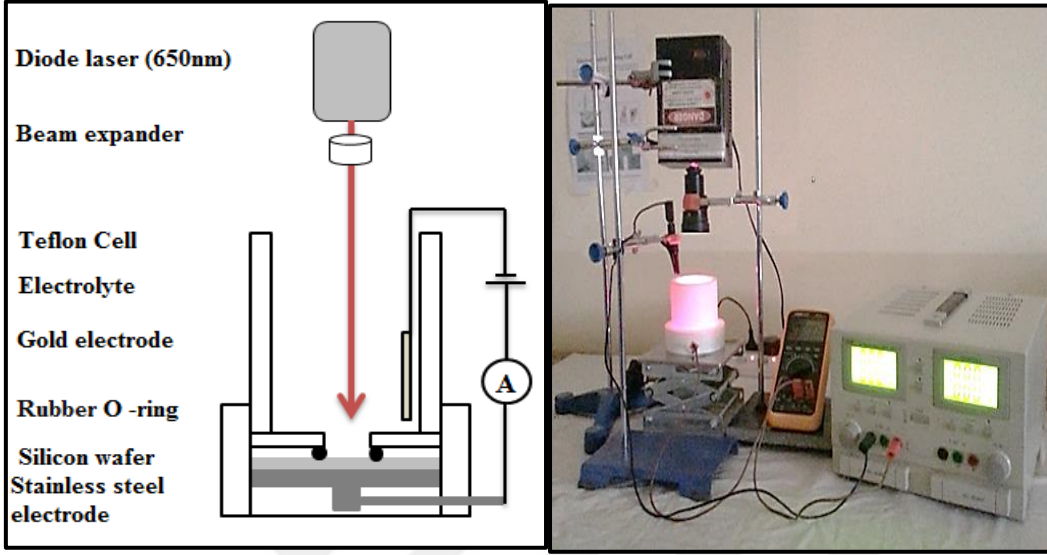 Diode laser (650nm)
Beam expander
Teflon Cell
Electrolyte
Gold electrode
A
Rubber O -ring
Silicon wafer
Stainless steel
electrode
DANGER